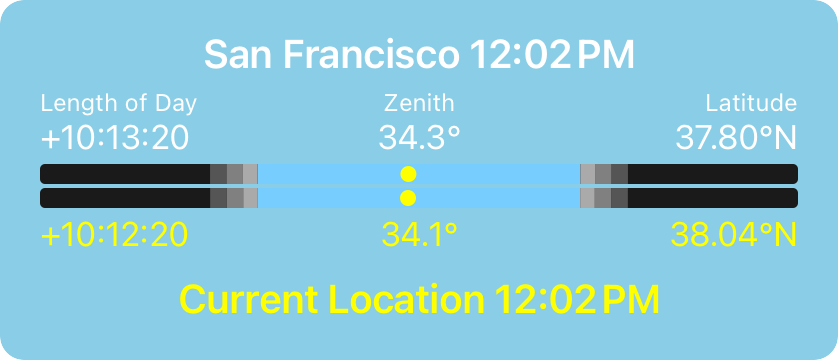 San Francisco 12:02 PM
Length of Day Zenith Latitude
+10:13:20 34.3° 37.80°N
+10:12:20 34.1° 38.04°N
Current Location 12:02 PM